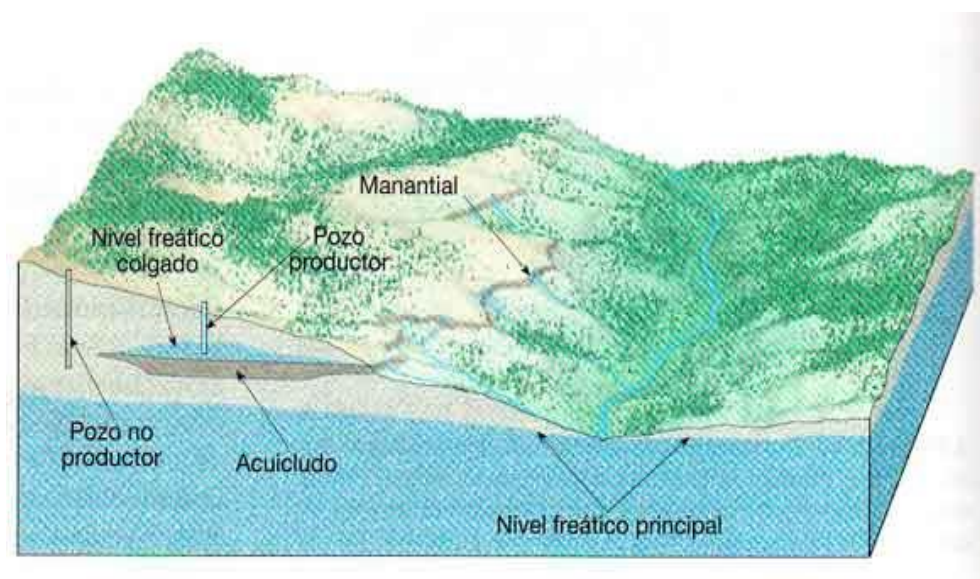 Manantial
Nivel freático
colgado
Pozo
productor
Pozo no
productor
Acuicludo
Nivel freático principal